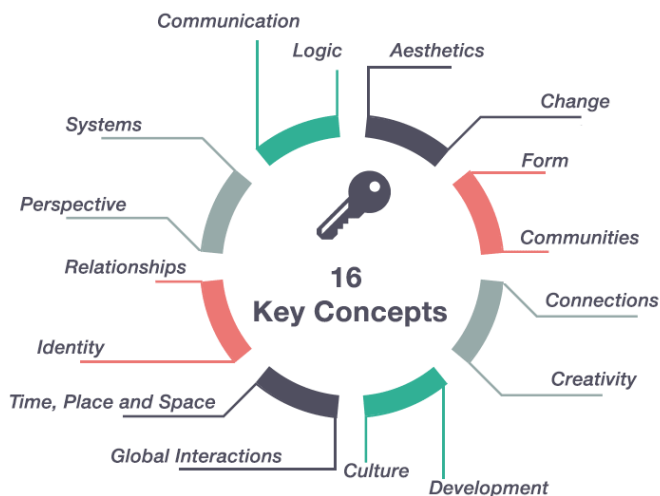 Communication
Logic
Aesthetics
Systems
Change
Form
Perspective
Communities
Relationships
16
Key Concepts
Connections
Identity
Creativity
Time, Place and Space
Global Interactions
Culture
Development